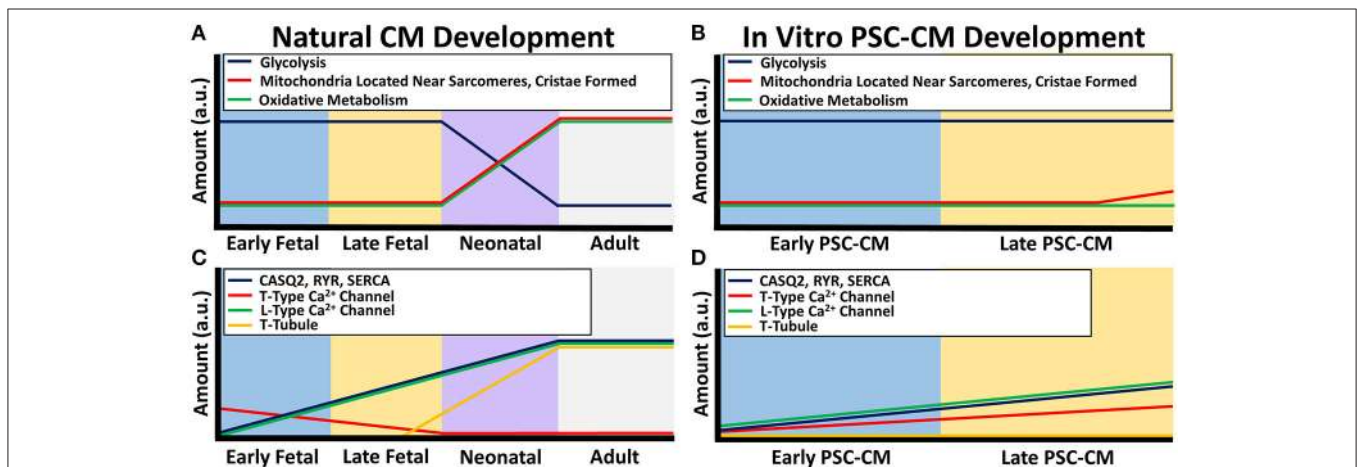 A Natural CM Development
Glycolysis
Mitochondria Located Near Sarcomeres, Cristae Formed
Oxidative Metabolism
Amount (a.u.)
Early Fetal Late Fetal Neonatal Adult
B In Vitro PSC-CM Development
Glycolysis
Mitochondria Located Near Sarcomeres, Cristae Formed
Oxidative Metabolism
Amount (a.u.)
Early PSC-CM Late PSC-CM
C
CASQ2, RYR, SERCA
T-Type Ca²⁺ Channel
L-Type Ca²⁺ Channel
T-Tubule
Amount (a.u.)
Early Fetal Late Fetal Neonatal Adult
D
CASQ2, RYR, SERCA
T-Type Ca²⁺ Channel
L-Type Ca²⁺ Channel
T-Tubule
Amount (a.u.)
Early PSC-CM Late PSC-CM